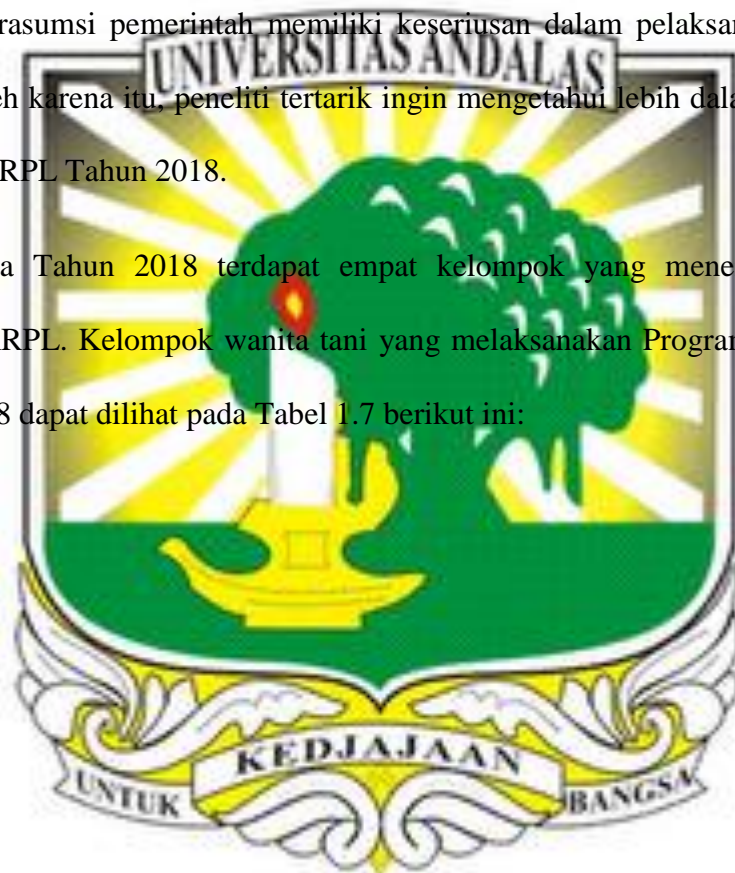 rasumsi pemerintah memiliki keseriusan dalam pelaksan
UNIVERSITAS ANDALAS
eh karena itu, peneliti tertarik ingin mengetahui lebih dala
RPL Tahun 2018.
a Tahun 2018 terdapat empat kelompok yang mene
RPL. Kelompok wanita tani yang melaksanakan Program
8 dapat dilihat pada Tabel 1.7 berikut ini:
UNTUK KEDJAJAAN BANGSA